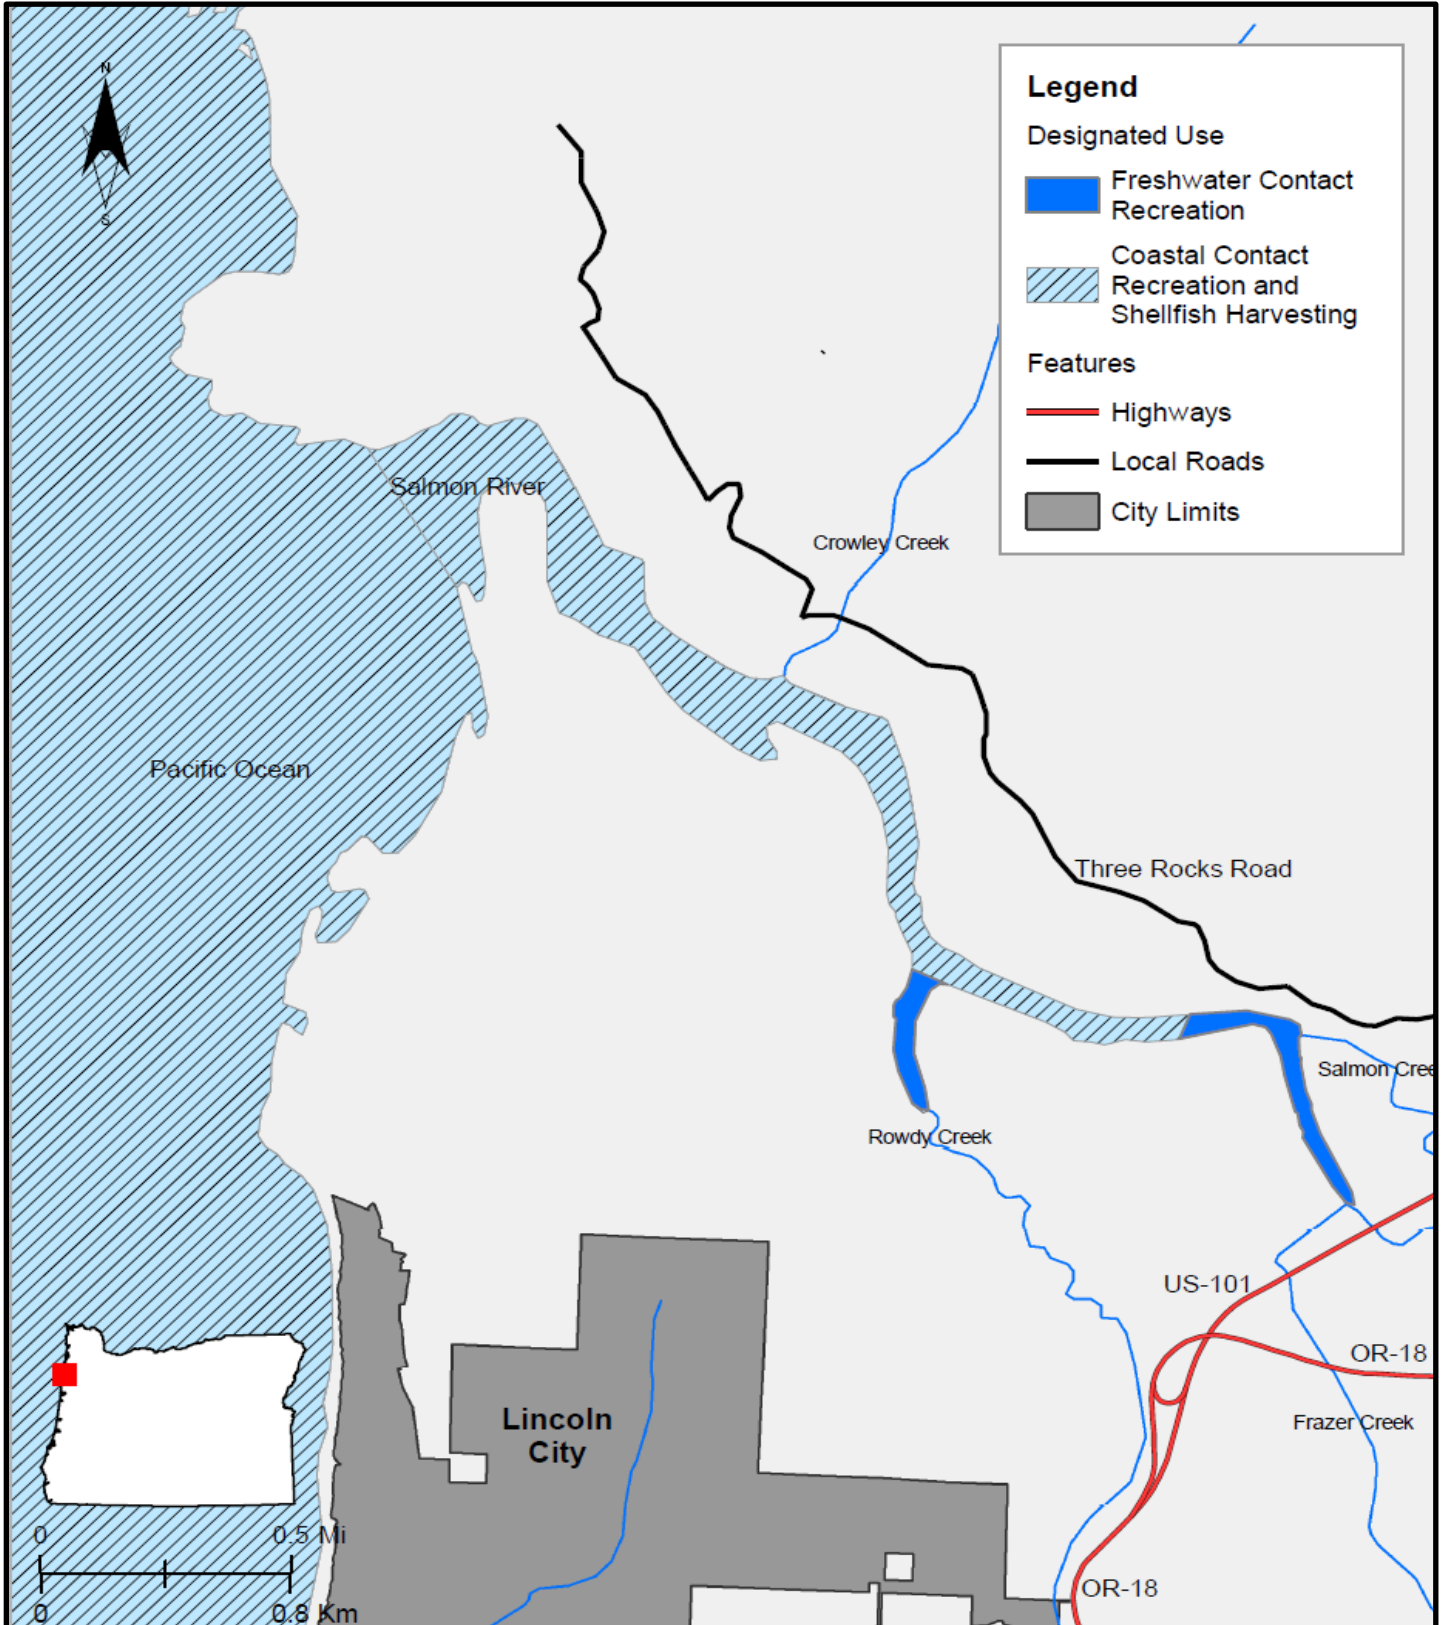 N
S
Legend
Designated Use
Freshwater Contact
Recreation
Coastal Contact
Recreation and
Shellfish Harvesting
Features
Highways
Local Roads
City Limits
Salmon River
Crowley Creek
Pacific Ocean
Three Rocks Road
Salmon Cree
Rowdy Creek
US-101
OR-18
Lincoln
City
Frazer Creek
0
0.5 Mi
OR-18
0
0.8 Km